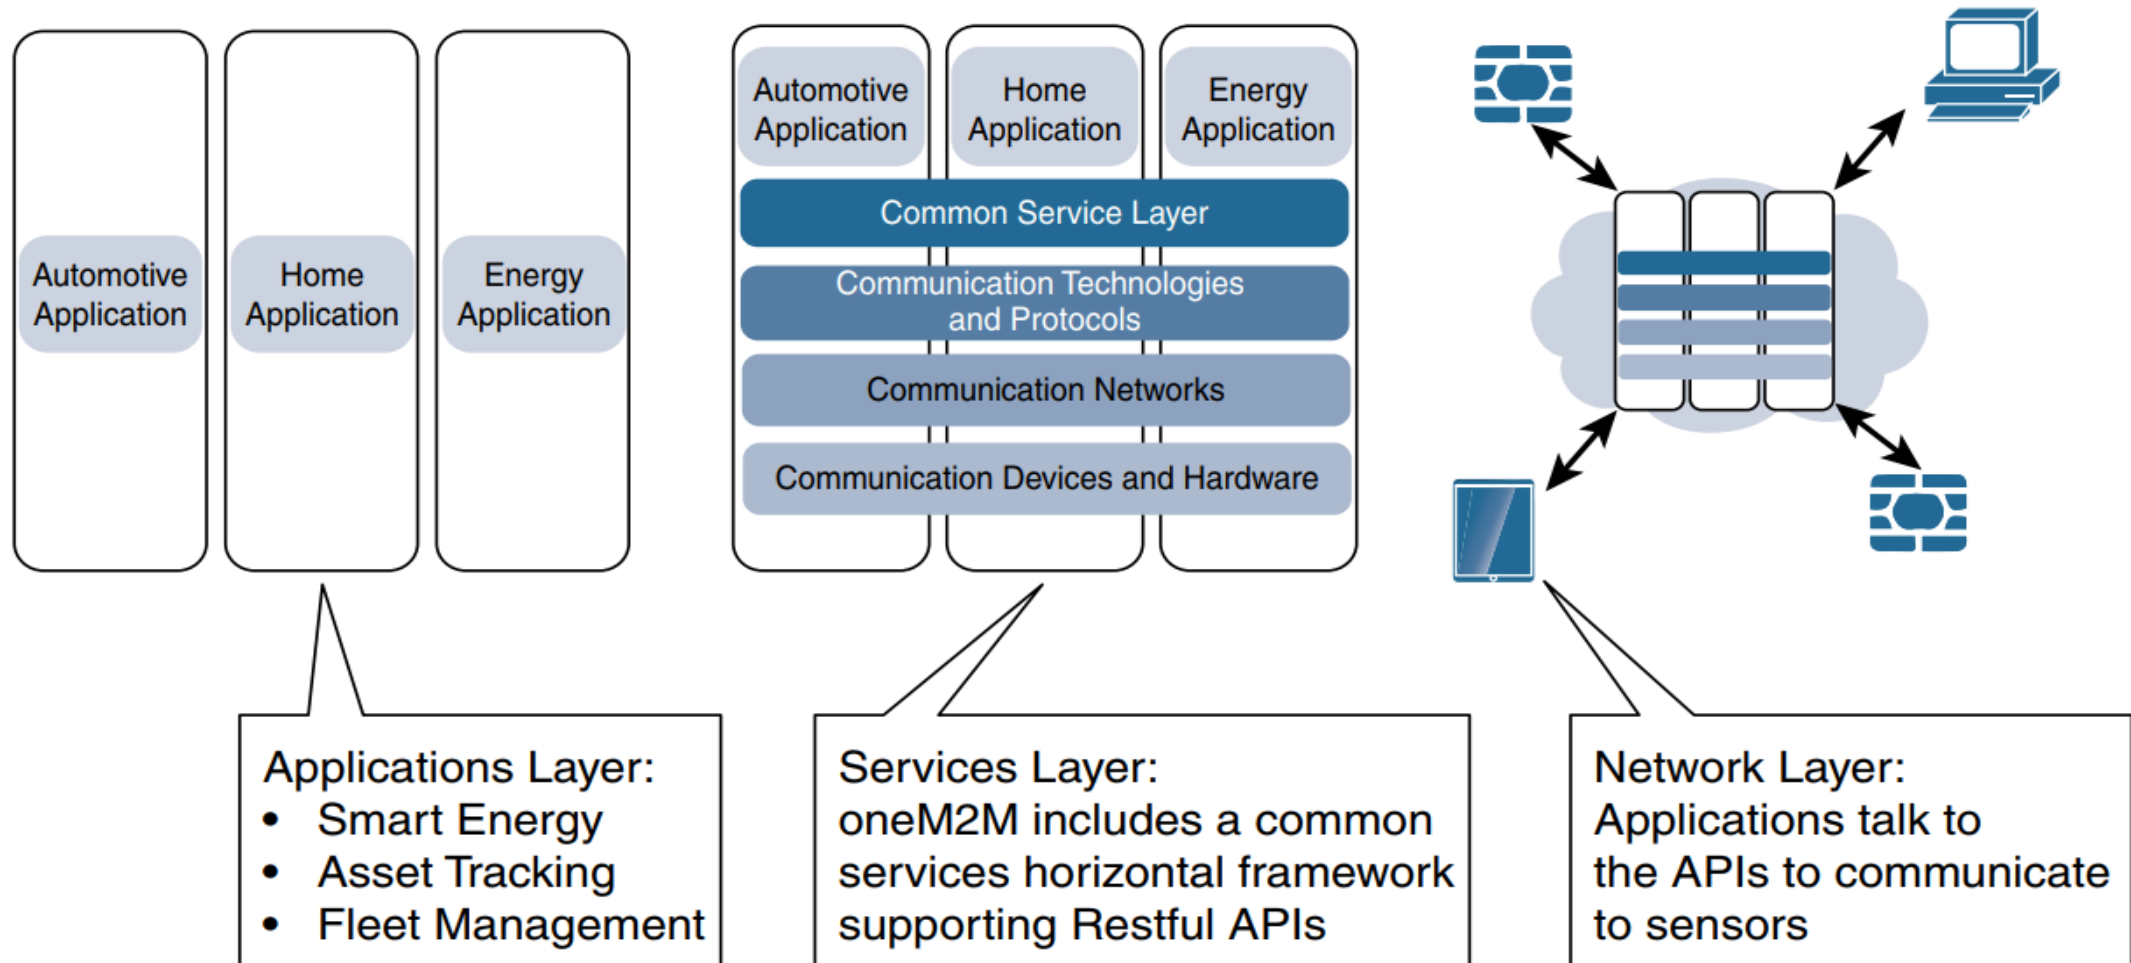 Automotive
Application
Home
Application
Energy
Application
Automotive
Application
Home
Application
Energy
Application
Common Service Layer
Communication Technologies
and Protocols
Communication Networks
Communication Devices and Hardware
Applications Layer:
• Smart Energy
• Asset Tracking
• Fleet Management
Services Layer:
oneM2M includes a common
services horizontal framework
supporting Restful APIs
Network Layer:
Applications talk to
the APIs to communicate
to sensors